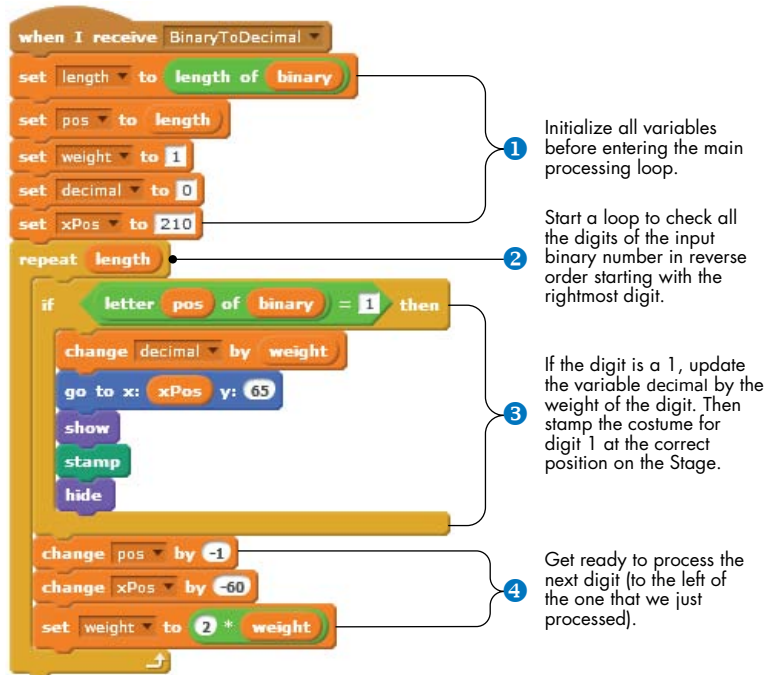 when I receive BinaryToDecimal
set length to length of binary
set pos to length
set weight to 1
set decimal to 0
set xPos to 210
repeat length
if letter pos of binary = 1 then
change decimal by weight
go to x: xPos y: 65
show
stamp
hide
change pos by -1
change xPos by -60
set weight to 2 * weight
1
Initialize all variables
before entering the main
processing loop.
2
Start a loop to check all
the digits of the input
binary number in reverse
order starting with the
rightmost digit.
3
If the digit is a 1, update
the variable decimal by the
weight of the digit. Then
stamp the costume for
digit 1 at the correct
position on the Stage.
4
Get ready to process the
next digit (to the left of
the one that we just
processed).